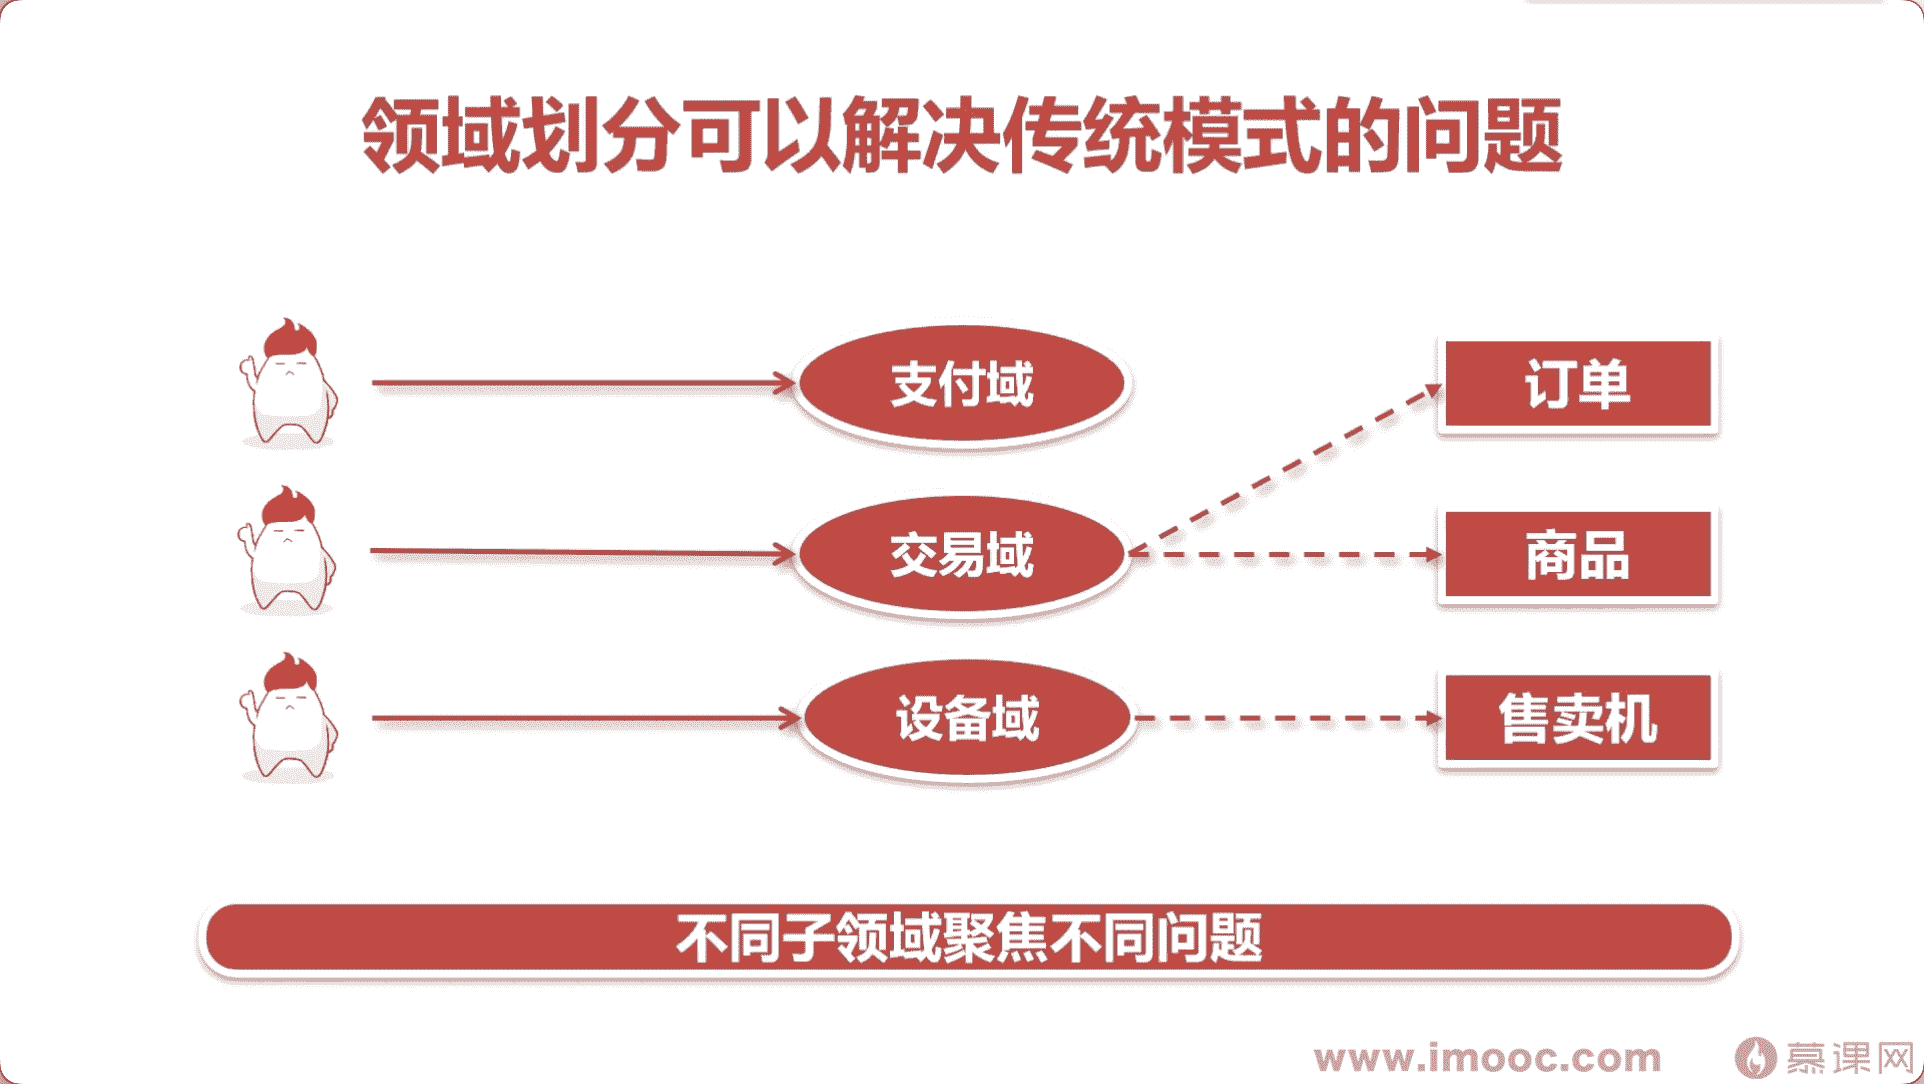 领域划分可以解决传统模式的问题
支付域
订单
交易域
商品
设备域
售卖机
不同子领域聚焦不同问题
www.imooc.com
慕课网